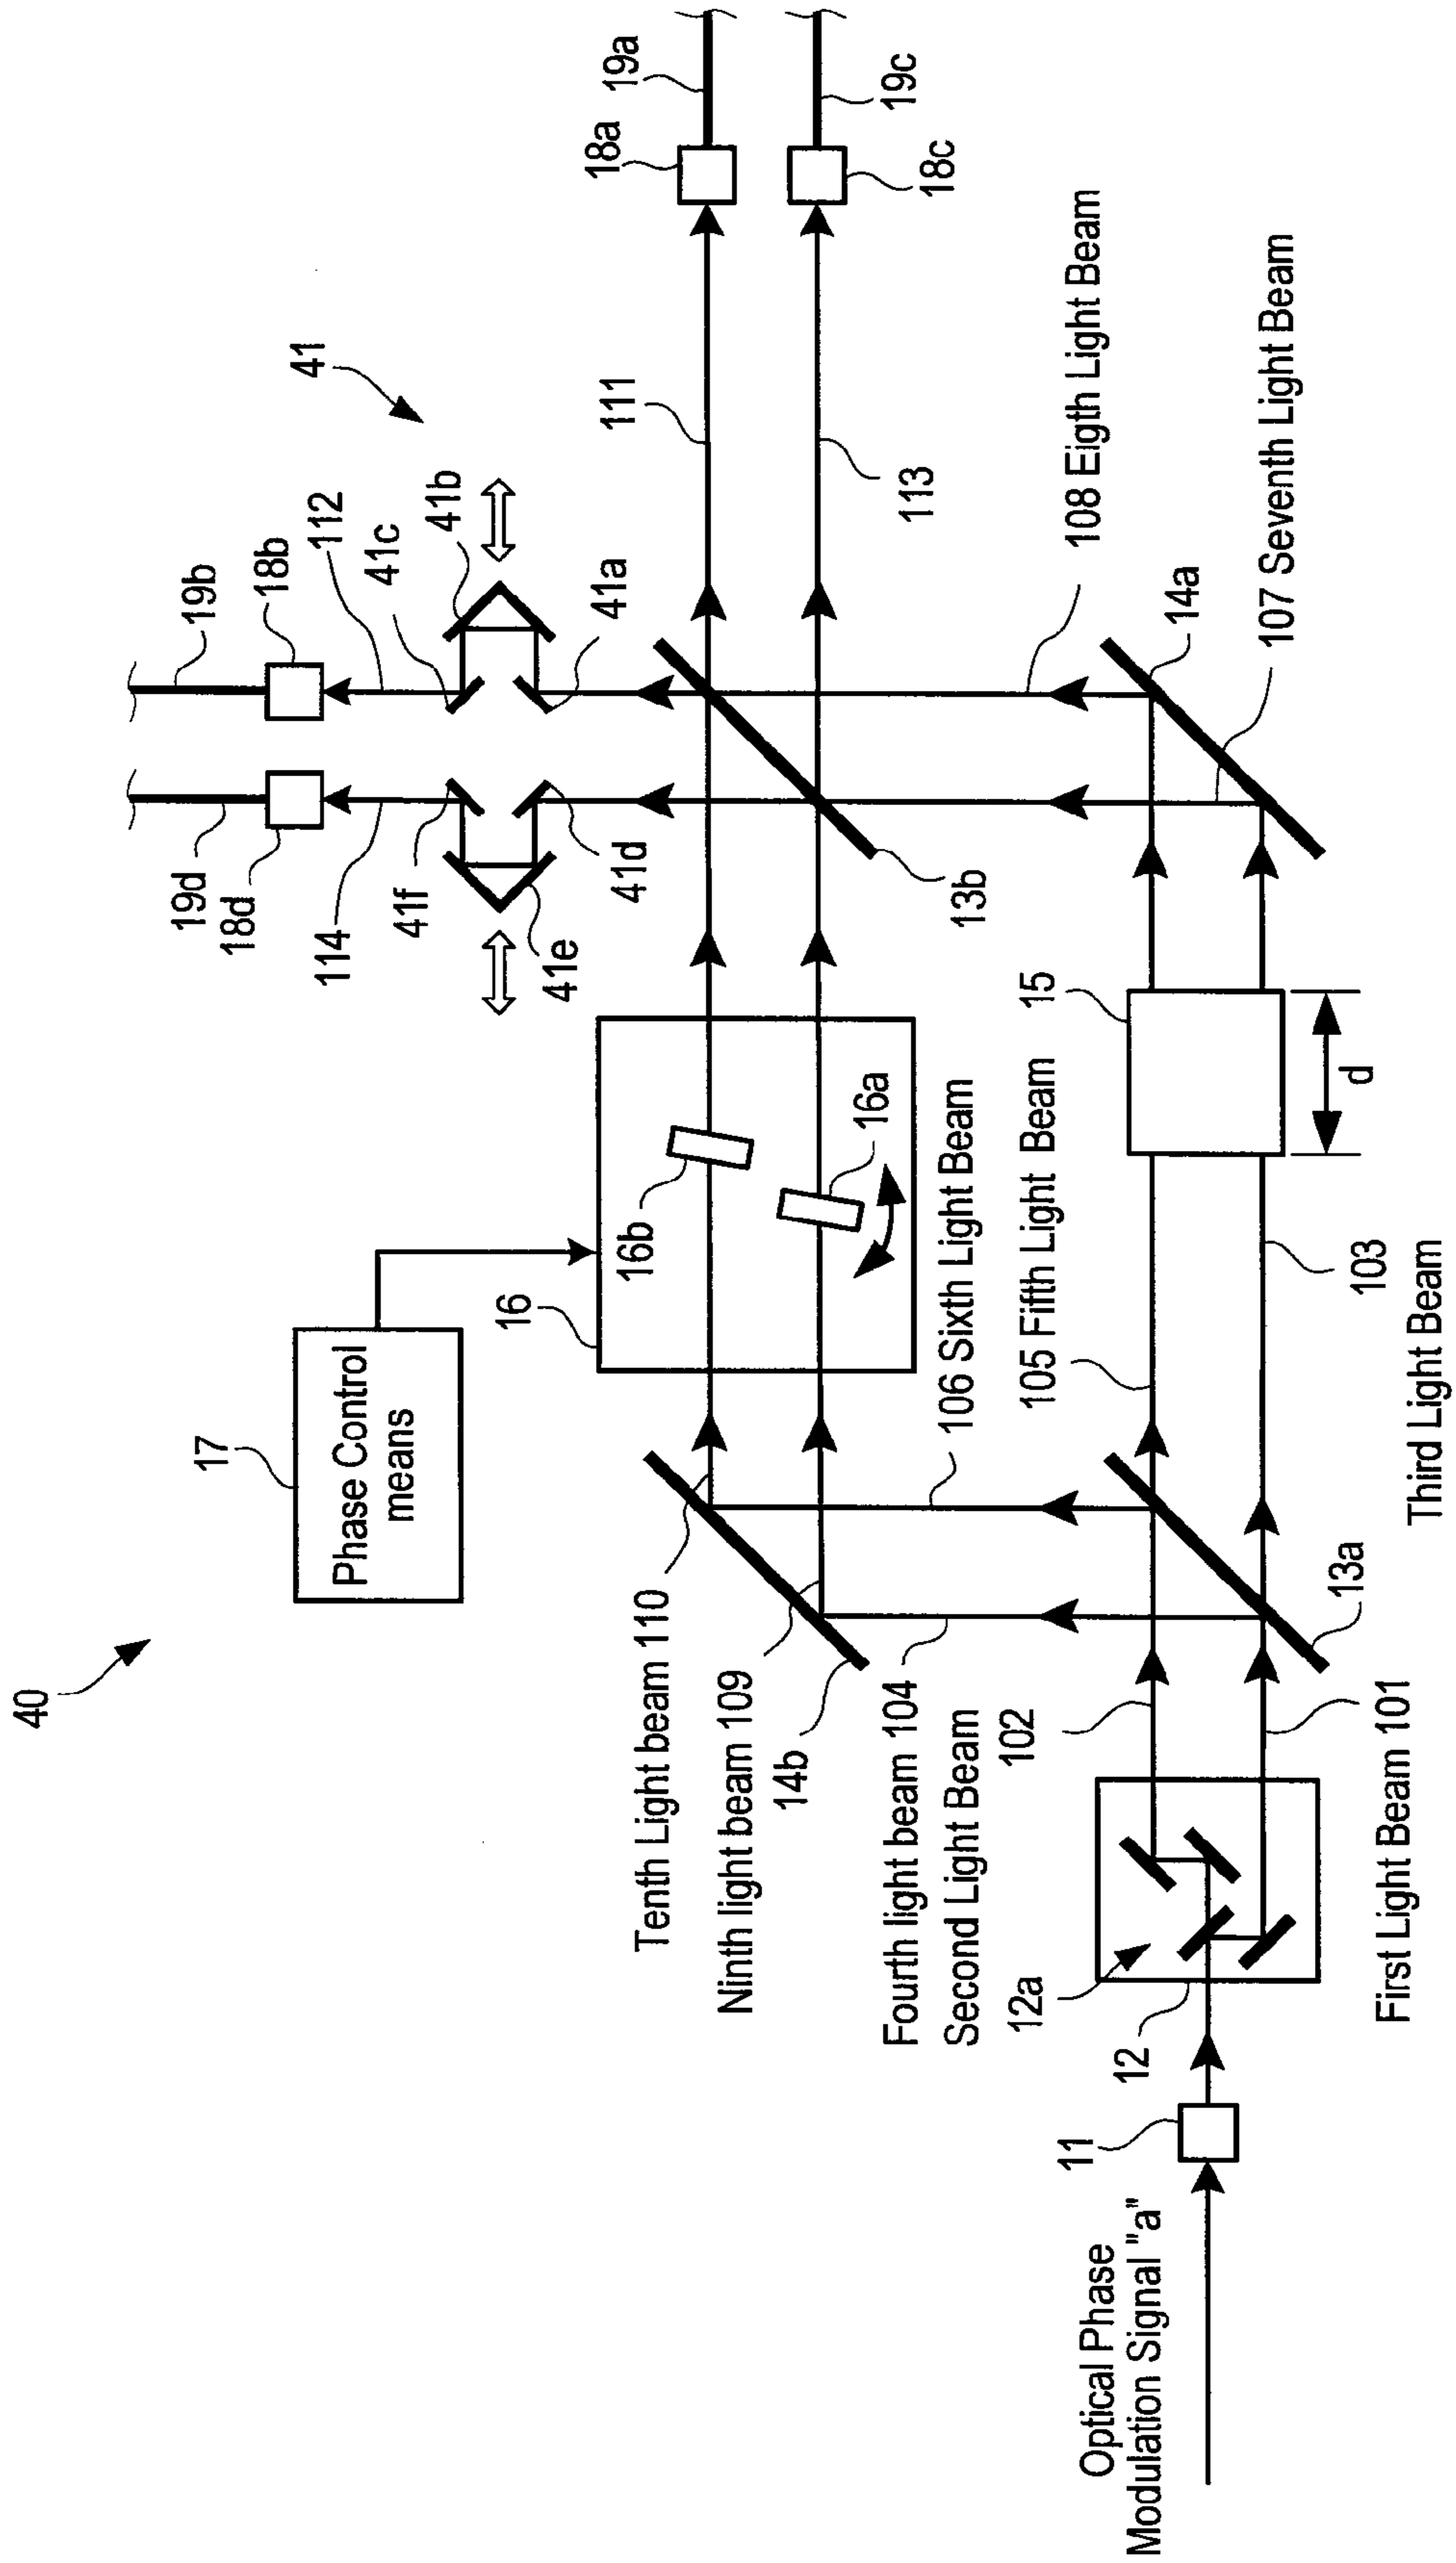 40
17
Phase Control
means
41
19b
18b
112
41c
41b
19d
18d
114
41f
41e
41d
41a
18a
19a
111
113
18c
19c
16
16b
16a
13b
Tenth Light beam 110
Ninth light beam 109
14b
Fourth light beam 104
106 Sixth Light Beam
105 Fifth Light Beam
15
108 Eigth Light Beam
14a
107 Seventh Light Beam
Second Light Beam
102
12a
12
11
Optical Phase
Modulation Signal "a"
First Light Beam 101
13a
Third Light Beam
103
d